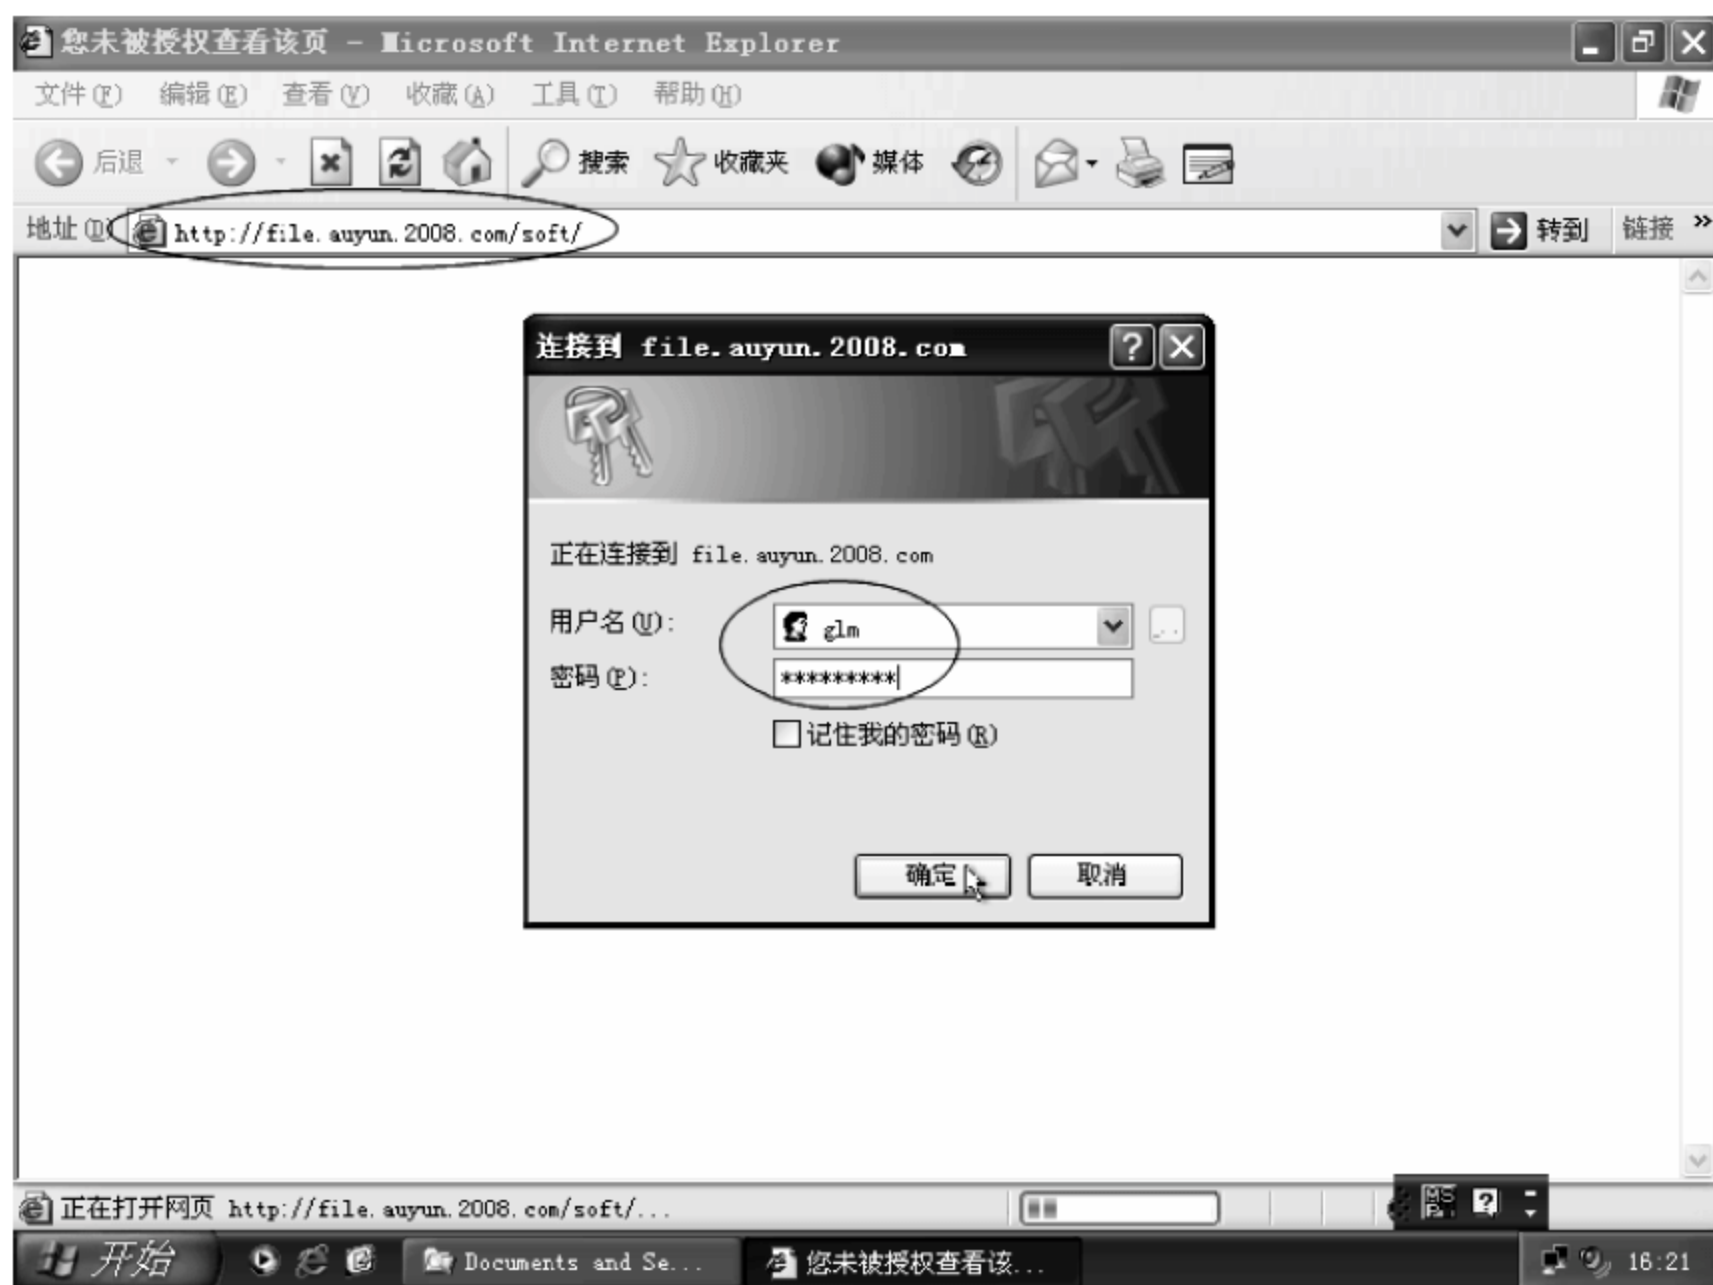 您未被授权查看该页 - Microsoft Internet Explorer
文件(F) 编辑(E) 查看(V) 收藏(A) 工具(T) 帮助(H)
后退 搜索 收藏夹 媒体
地址(D) http://file.auyun.2008.com/soft/ 转到 链接 »
连接到 file.auyun.2008.com
正在连接到 file.auyun.2008.com
用户名(U): glm
密码(P): *********
记住我的密码(R)
确定 取消
正在打开网页 http://file.auyun.2008.com/soft/...
开始 Documents and Se... 您未被授权查看该... 16:21